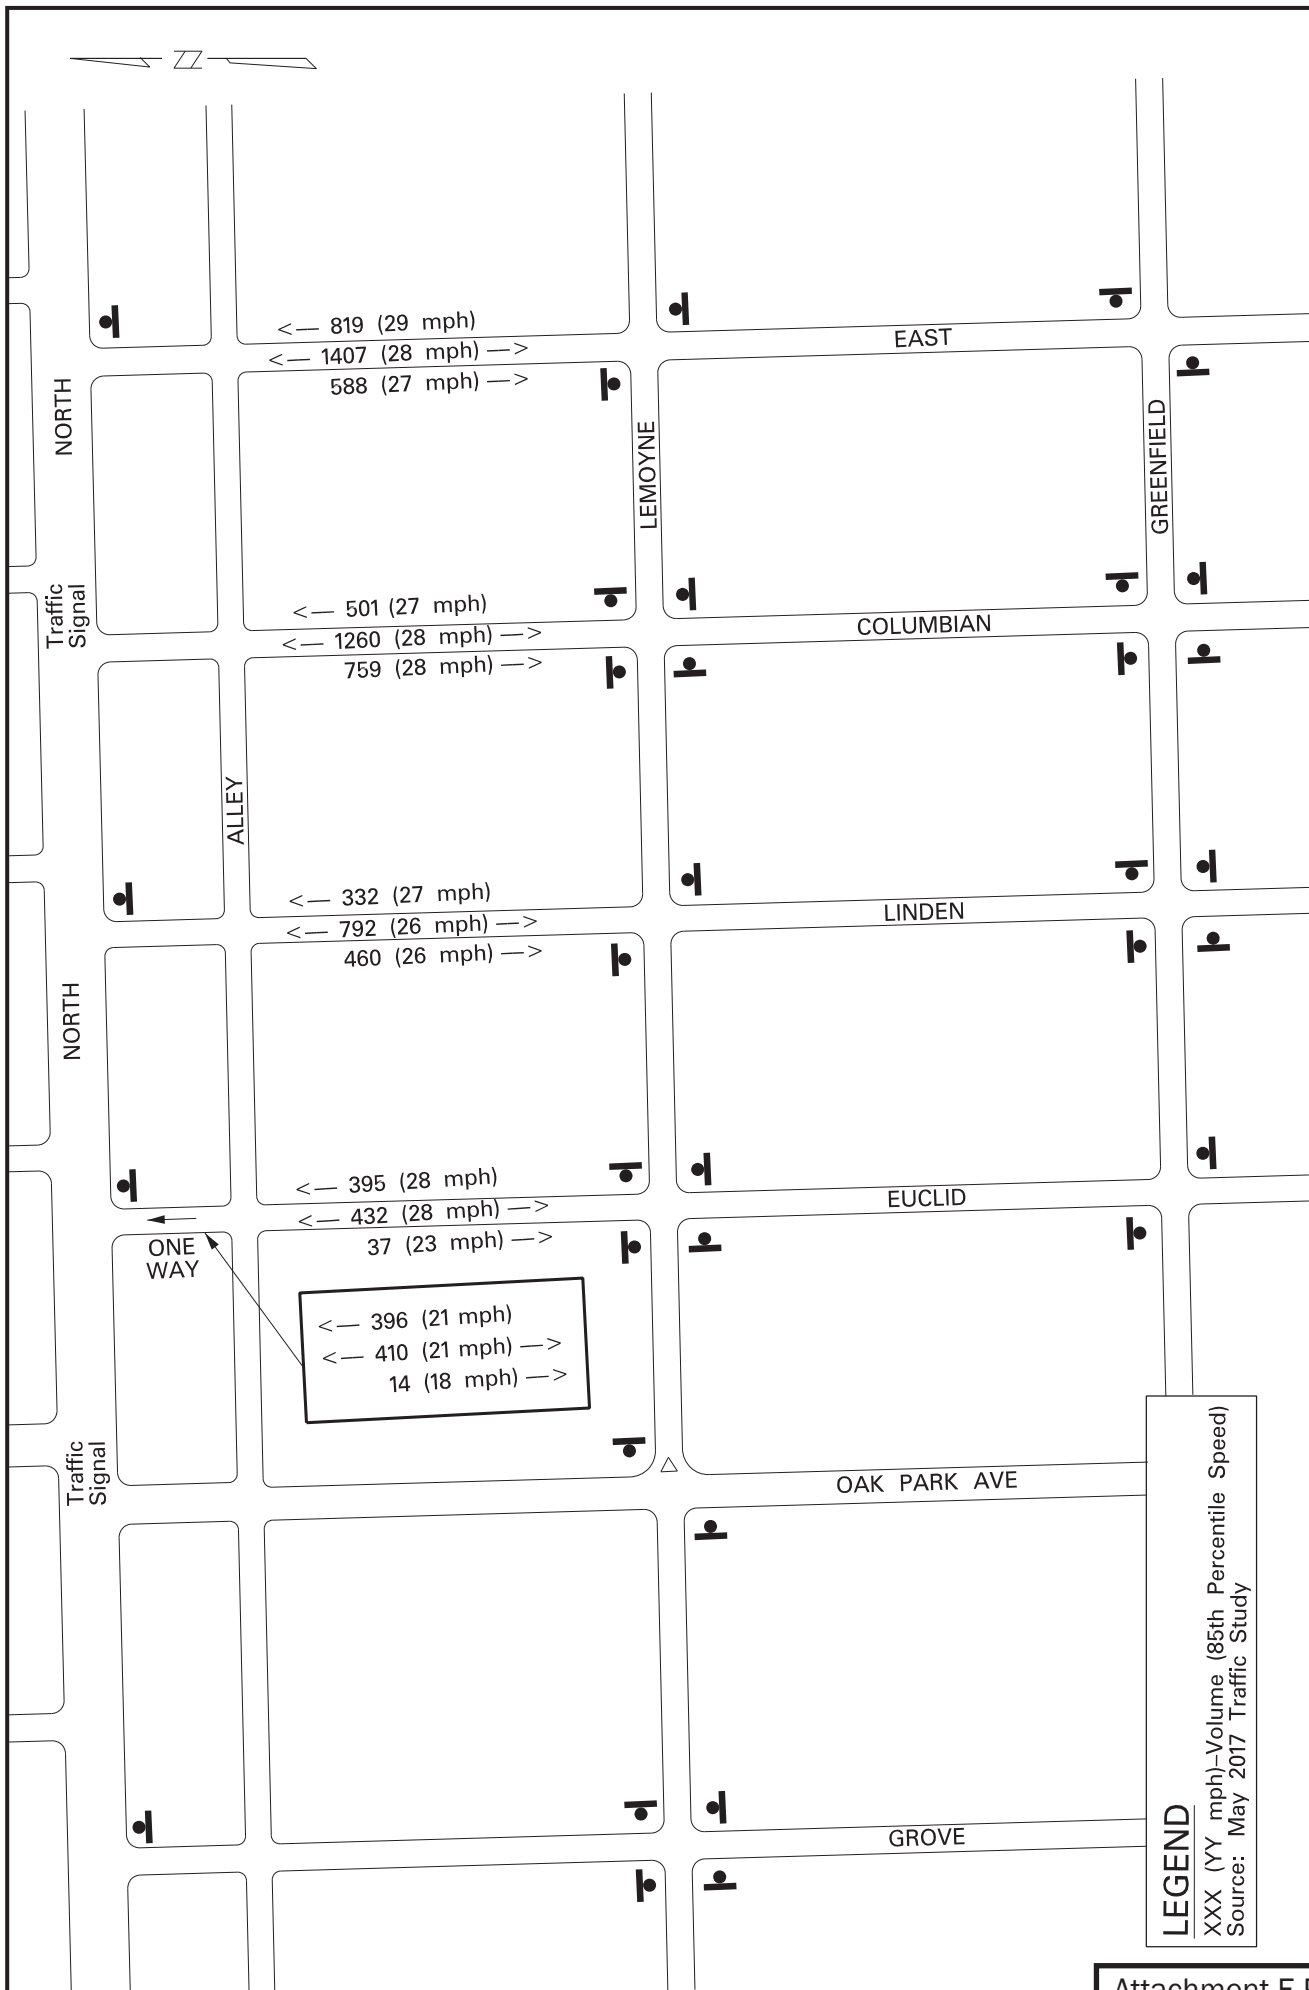 N
<— 819 (29 mph)
<— 1407 (28 mph) —>
588 (27 mph) —>
EAST
NORTH
LEMOYNE
GREENFIELD
Traffic
Signal
<— 501 (27 mph)
<— 1260 (28 mph) —>
759 (28 mph) —>
COLUMBIAN
ALLEY
<— 332 (27 mph)
<— 792 (26 mph) —>
460 (26 mph) —>
LINDEN
NORTH
<— 395 (28 mph)
<— 432 (28 mph) —>
37 (23 mph) —>
EUCLID
ONE
WAY
<— 396 (21 mph)
<— 410 (21 mph) —>
14 (18 mph) —>
Traffic
Signal
OAK PARK AVE
GROVE
LEGEND
XXX (YY mph)–Volume (85th Percentile Speed)
Source: May 2017 Traffic Study
Attachment